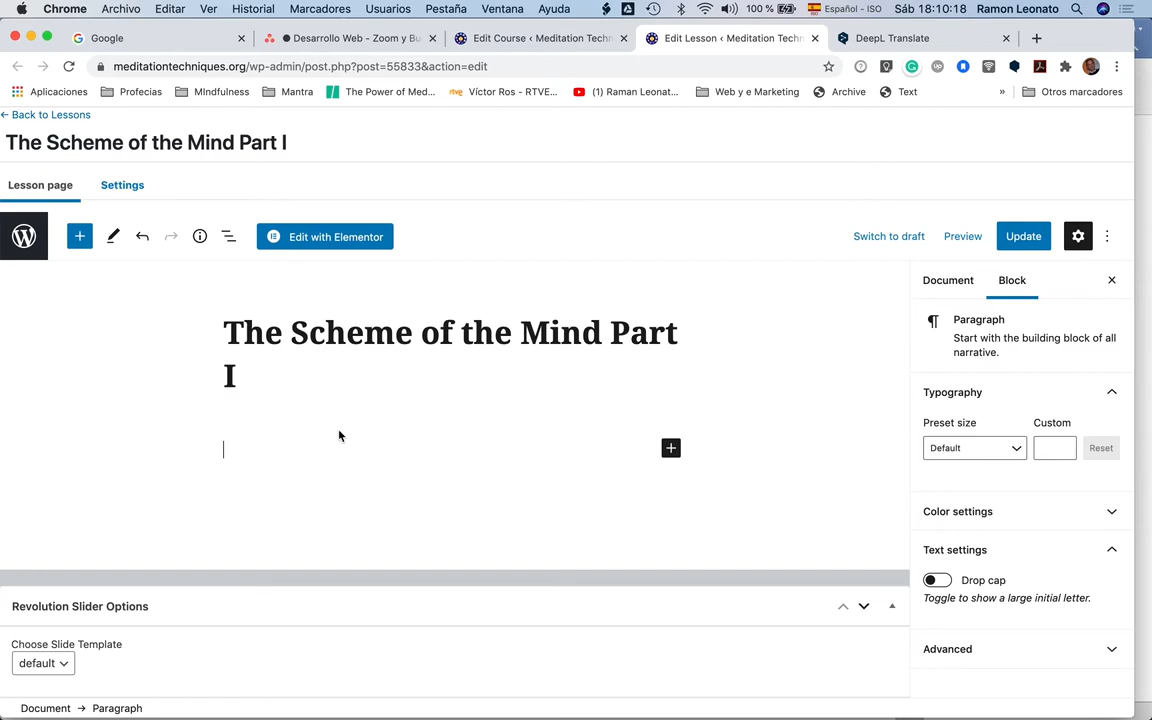 Chrome Archivo Editar Ver Historial Marcadores Usuarios Pestaña Ventana Ayuda 100 % Español - ISO Sáb 18:10:18 Ramon Leonato
Google Desarrollo Web - Zoom y Bu Edit Course ‹ Meditation Techn Edit Lesson ‹ Meditation Techn DeepL Translate
meditationtechniques.org/wp-admin/post.php?post=55833&action=edit
Aplicaciones Profecias MIndfulness Mantra The Power of Med... rtve Víctor Ros - RTVE... (1) Raman Leonat... Web y e Marketing Archive Text » Otros marcadores
← Back to Lessons
The Scheme of the Mind Part I
Lesson page Settings
Edit with Elementor Switch to draft Preview Update
Document Block
The Scheme of the Mind Part
I
Paragraph
Start with the building block of all
narrative.
Typography
Preset size Custom
Default Reset
Color settings
Text settings
Drop cap
Toggle to show a large initial letter.
Advanced
Revolution Slider Options
Choose Slide Template
default
Document → Paragraph